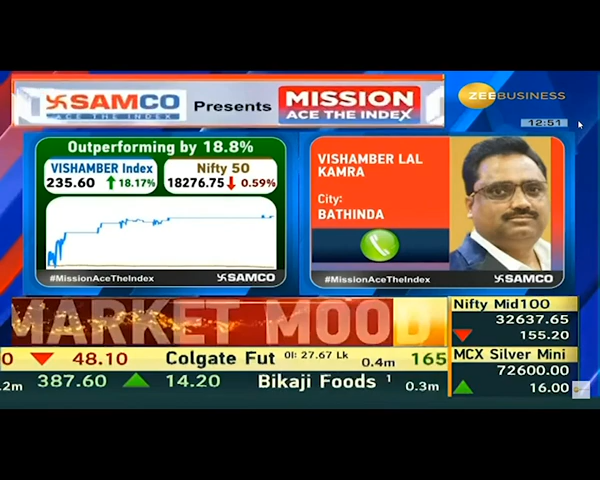 SAMCO
ACE THE INDEX
Presents
MISSION
ACE THE INDEX
ZEEBUSINESS
12:51
Outperforming by 18.8%
VISHAMBER Index
235.60 18.17%
Nifty 50
18276.75 0.59%
#MissionAceTheIndex
SAMCO
VISHAMBER LAL
KAMRA
City:
BATHINDA
#MissionAceTheIndex
SAMCO
MARKET MOOD
Nifty Mid100
32637.65
155.20
0 48.10 Colgate Fut OI: 27.67 Lk 0.4m 165
MCX Silver Mini
72600.00
16.00
.2m 387.60 14.20 Bikaji Foods 1 0.3m